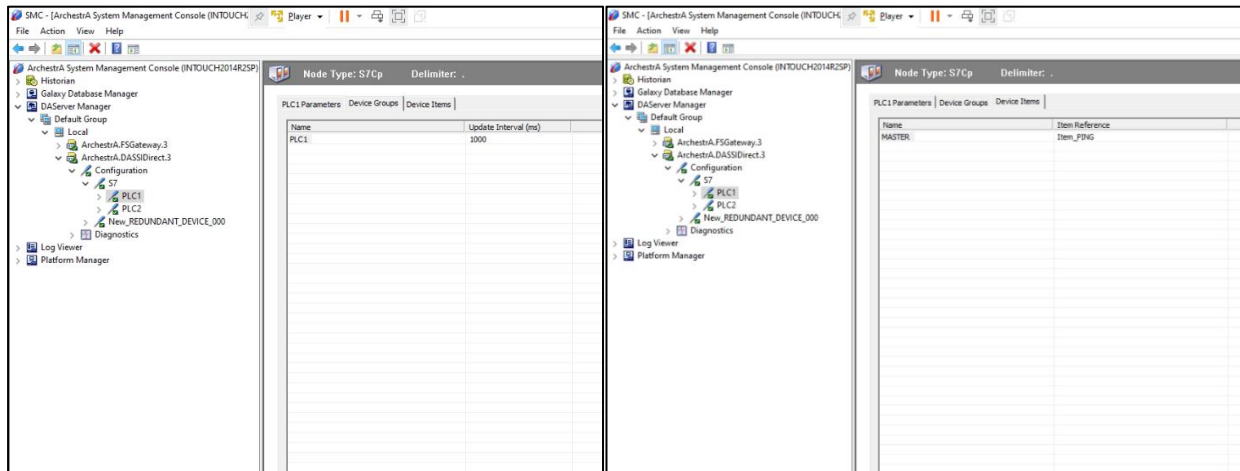 SMC - [ArchestrA System Management Console (INTOUCH
Player
File Action View Help
ArchestrA System Management Console (INTOUCH2014R2SP)
Historian
Galaxy Database Manager
DAServer Manager
Default Group
Local
ArchestrA.FSGateway.3
ArchestrA.DASSIDirect.3
Configuration
S7
PLC1
PLC2
New_REDUNDANT_DEVICE_000
Diagnostics
Log Viewer
Platform Manager
Node Type: S7Cp Delimiter: .
PLC1 Parameters Device Groups Device Items
Name Update Interval (ms)
PLC1 1000
SMC - [ArchestrA System Management Console (INTOUCH
Player
File Action View Help
ArchestrA System Management Console (INTOUCH2014R2SP)
Historian
Galaxy Database Manager
DAServer Manager
Default Group
Local
ArchestrA.FSGateway.3
ArchestrA.DASSIDirect.3
Configuration
S7
PLC1
PLC2
New_REDUNDANT_DEVICE_000
Diagnostics
Log Viewer
Platform Manager
Node Type: S7Cp Delimiter: .
PLC1 Parameters Device Groups Device Items
Name Item Reference
MASTER Item_PING